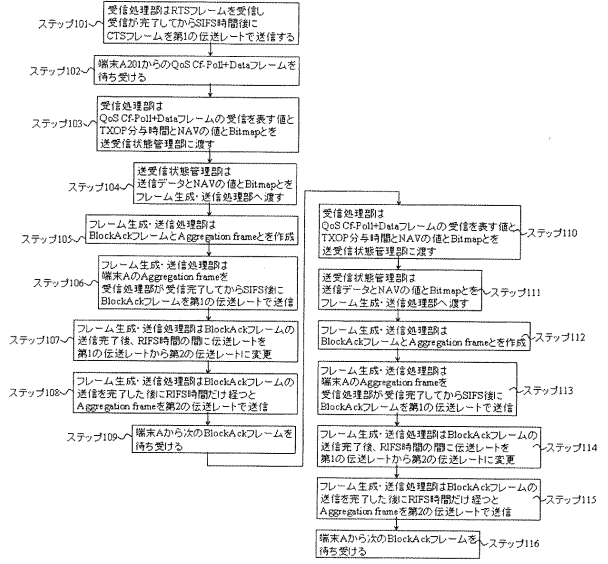 ステップ101
受信処理部はRTSフレームを受信し
受信が完了してからSIFS時間後に
CTSフレームを第1の伝送レートで送信する
ステップ102
端末A201からのQoS Cf-Poll+Dataフレームを
待ち受ける
ステップ103
受信処理部は
QoS Cf-Poll+Dataフレームの受信を表す値と
TXOP分与時間とNAVの値とBitmapとを
送受信状態管理部に渡す
ステップ104
送受信状態管理部は
送信データとNAVの値とBitmapとを
フレーム生成・送信処理部へ渡す
ステップ105
フレーム生成・送信処理部は
BlockAckフレームとAggregation frameとを作成
ステップ106
フレーム生成・送信処理部は
端末AのAggregation frameを
受信処理部が受信完了してからSIFS後に
BlockAckフレームを第1の伝送レートで送信
ステップ107
フレーム生成・送信処理部はBlockAckフレームの
送信完了後、RIFS時間の間に伝送レートを
第1の伝送レートから第2の伝送レートに変更
ステップ108
フレーム生成・送信処理部はBlockAckフレームの
送信を完了した後にRIFS時間だけ経つと
Aggregation frameを第2の伝送レートで送信
ステップ109
端末Aから次のBlockAckフレームを
待ち受ける
受信処理部は
QoS Cf-Poll+Dataフレームの受信を表す値と
TXOP分与時間とNAVの値とBitmapとを
送受信状態管理部に渡す
ステップ110
送受信状態管理部は
送信データとNAVの値とBitmapとを
フレーム生成・送信処理部へ渡す
ステップ111
フレーム生成・送信処理部は
BlockAckフレームとAggregation frameとを作成
ステップ112
フレーム生成・送信処理部は
端末AのAggregation frameを
受信処理部が受信完了してからSIFS後に
BlockAckフレームを第1の伝送レートで送信
ステップ113
フレーム生成・送信処理部はBlockAckフレームの
送信完了後、RIFS時間の間に伝送レートを
第1の伝送レートから第2の伝送レートに変更
ステップ114
フレーム生成・送信処理部はBlockAckフレームの
送信を完了した後にRIFS時間だけ経つと
Aggregation frameを第2の伝送レートで送信
ステップ115
端末Aから次のBlockAckフレームを
待ち受ける
ステップ116